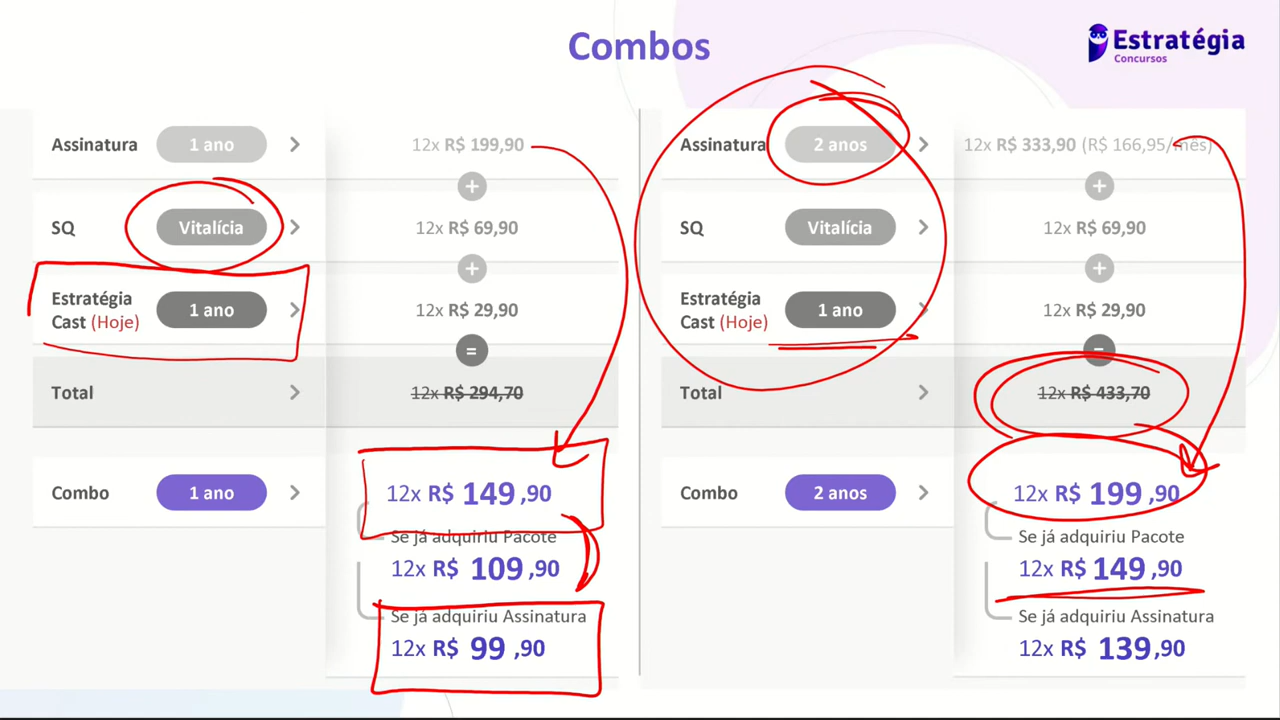 Combos
Estratégia
Concursos
Assinatura 1 ano 12x R$ 199,90
+
SQ Vitalícia 12x R$ 69,90
+
Estratégia
Cast (Hoje) 1 ano 12x R$ 29,90
=
Total 12x R$ 294,70
Combo 1 ano 12x R$ 149,90
Se já adquiriu Pacote
12x R$ 109,90
Se já adquiriu Assinatura
12x R$ 99,90
Assinatura 2 anos 12x R$ 333,90 (R$ 166,95/mês)
+
SQ Vitalícia 12x R$ 69,90
+
Estratégia
Cast (Hoje) 1 ano 12x R$ 29,90
=
Total 12x R$ 433,70
Combo 2 anos 12x R$ 199,90
Se já adquiriu Pacote
12x R$ 149,90
Se já adquiriu Assinatura
12x R$ 139,90